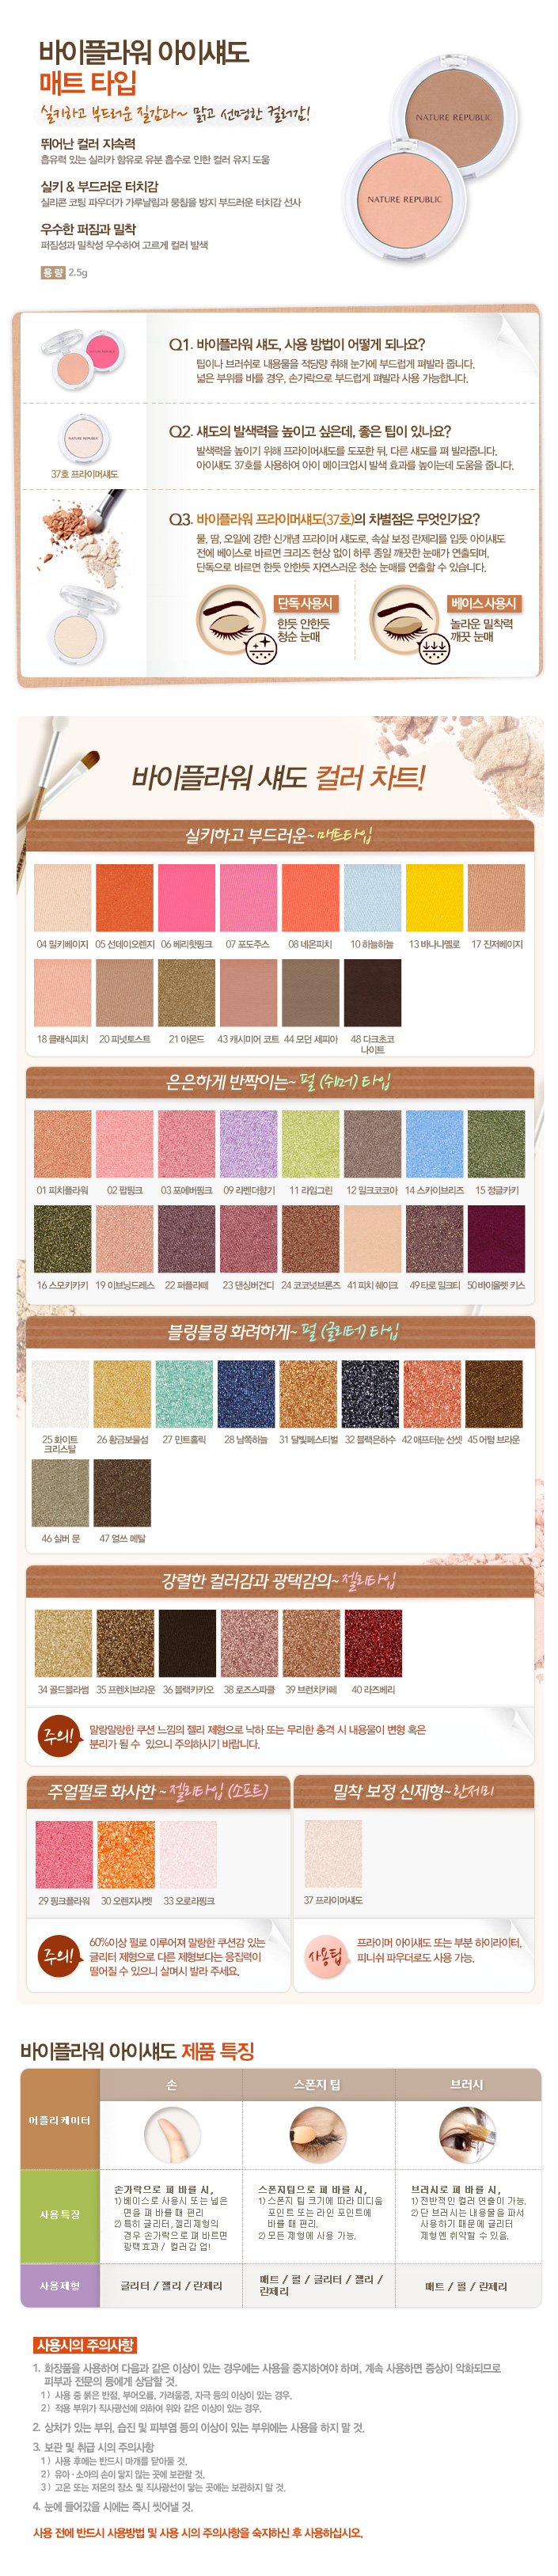 바이플라워 아이섀도
매트 타입
실키하고 부드러운 질감과~ 맑고 선명한 컬러감!
뛰어난 컬러 지속력
흡유력 있는 실리카 함유로 유분 흡수로 인한 컬러 유지 도움
실키 & 부드러운 터치감
실리콘 코팅 파우더가 가루날림과 뭉침을 방지 부드러운 터치감 선사
우수한 퍼짐과 밀착
퍼짐성과 밀착성 우수하여 고르게 컬러 발색
용량 2.5g
NATURE REPUBLIC
NATURE REPUBLIC
Q1. 바이플라워 섀도, 사용 방법이 어떻게 되나요?
팁이나 브러쉬로 내용물을 적당량 취해 눈가에 부드럽게 펴발라 줍니다.
넓은 부위를 바를 경우, 손가락으로 부드럽게 펴발라 사용 가능합니다.
NATURE REPUBLIC
37호 프라이머섀도
Q2. 섀도의 발색력을 높이고 싶은데, 좋은 팁이 있나요?
발색력을 높이기 위해 프라이머섀도를 도포한 뒤, 다른 섀도를 펴 발라줍니다.
아이섀도 37호를 사용하여 아이 메이크업시 발색 효과를 높이는데 도움을 줍니다.
Q3. 바이플라워 프라이머섀도(37호)의 차별점은 무엇인가요?
물, 땀, 오일에 강한 신개념 프라이머 섀도로, 속살 보정 란제리를 입듯 아이섀도
전에 베이스로 바르면 크리즈 현상 없이 하루 종일 깨끗한 눈매가 연출되며,
단독으로 바르면 한듯 안한듯 자연스러운 청순 눈매를 연출할 수 있습니다.
단독 사용시
한듯 안한듯
청순 눈매
베이스 사용시
놀라운 밀착력
깨끗 눈매
바이플라워 섀도 컬러 차트!
실키하고 부드러운~ 매트타입
04 밀키베이지 05 선데이오렌지 06 베리핫핑크 07 포도주스 08 네온피치 10 하늘하늘 13 바나나옐로 17 진저베이지
18 클래식피치 20 피넛토스트 21 아몬드 43 캐시미어 코트 44 모던 세피아 48 다크초코
나이트
은은하게 반짝이는~ 펄 (쉬머) 타입
01 피치플라워 02 팝핑크 03 포에버핑크 09 라벤더향기 11 라임그린 12 밀크코코아 14 스카이브리즈 15 정글카키
16 스모키카키 19 이브닝드레스 22 퍼플라떼 23 댄싱버건디 24 코코넛브론즈 41 피치 쉐이크 49 타로 밀크티 50 바이올렛 키스
블링블링 화려하게~ 펄 (글리터) 타입
25 화이트
크리스탈
26 황금보물섬 27 민트홀릭 28 남쪽하늘 31 달빛페스티벌 32 블랙은하수 42 애프터눈 선셋 45 어텀 브라운
46 실버 문 47 얼쓰 메탈
강렬한 컬러감과 광택감의~ 젤리타입
34 골드블라썸 35 프렌치브라운 36 블랙카카오 38 로즈스파클 39 브런치카페 40 라즈베리
주의!
말랑말랑한 쿠션 느낌의 젤리 제형으로 낙하 또는 무리한 충격 시 내용물이 변형 혹은
분리가 될 수 있으니 주의하시기 바랍니다.
주얼펄로 화사한~ 젤리타입 (소프트)
29 핑크플라워 30 오렌지샤벳 33 오로라핑크
주의!
60%이상 펄로 이루어져 말랑한 쿠션감 있는
글리터 제형으로 다른 제형보다는 응집력이
떨어질 수 있으니 살며시 발라 주세요.
밀착 보정 신제형~ 란제리
37 프라이머섀도
사용팁
프라이머 아이섀도 또는 부분 하이라이터,
피니쉬 파우더로도 사용 가능.
바이플라워 아이섀도 제품 특징
손 스폰지 팁 브러시
어플리케이터
사용 특징
손가락으로 펴 바를 시,
1) 베이스로 사용시 또는 넓은
면을 펴 바를 때 편리
2) 특히 글리터, 젤리제형의
경우 손가락으로 펴 바르면
광택효과 / 컬러감 업!
스폰지팁으로 펴 바를 시,
1) 스폰지 팁 크기에 따라 미디움
포인트 또는 라인 포인트에
바를 때 편리.
2) 모든 제형에 사용 가능.
브러시로 펴 바를 시,
1) 전반적인 컬러 연출이 가능.
2) 단 브러시는 내용물을 파서
사용하기 때문에 글리터
제형엔 취약할 수 있음.
사용제형
글리터 / 젤리 / 란제리
매트 / 펄 / 글리터 / 젤리 /
란제리
매트 / 펄 / 란제리
사용시의 주의사항
1. 화장품을 사용하여 다음과 같은 이상이 있는 경우에는 사용을 중지하여야 하며, 계속 사용하면 증상이 악화되므로
피부과 전문의 등에게 상담할 것.
1) 사용 중 붉은 반점, 부어오름, 가려움증, 자극 등의 이상이 있는 경우.
2) 적용 부위가 직사광선에 의하여 위와 같은 이상이 있는 경우.
2. 상처가 있는 부위, 습진 및 피부염 등의 이상이 있는 부위에는 사용을 하지 말 것.
3. 보관 및 취급 시의 주의사항
1) 사용 후에는 반드시 마개를 닫아둘 것.
2) 유아·소아의 손이 닿지 않는 곳에 보관할 것.
3) 고온 또는 저온의 장소 및 직사광선이 닿는 곳에는 보관하지 말 것.
4. 눈에 들어갔을 시에는 즉시 씻어낼 것.
사용 전에 반드시 사용방법 및 사용 시의 주의사항을 숙지하신 후 사용하십시오.